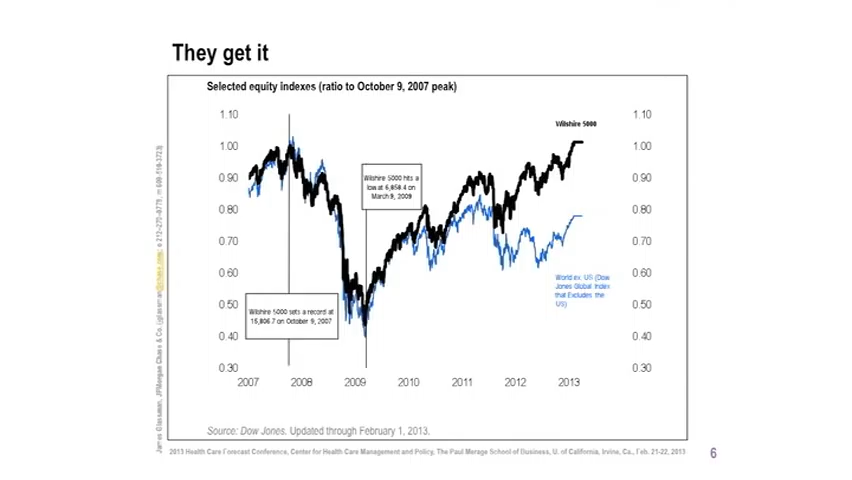 They get it
Selected equity indexes (ratio to October 9, 2007 peak)
1.10 1.10
Wilshire 5000
1.00 1.00
0.90 0.90
Wilshire 5000 hits a
low at
on
March 9, 2009
0.80 0.80
0.70 0.70
0.60 0.60
World ex. US (Dow
Jones Global Index
that Excludes the
US)
0.50 0.50
Wilshire 5000 sets a record at
on October 9, 2007
0.40 0.40
0.30 0.30
2007 2008 2009 2010 2011 2012 2013
Source: Dow Jones. Updated through February 1, 2013.
James Glassman, JPMorgan Chase & Co.
2013 Health Care Forecast Conference, Center for Health Care Management and Policy, The Paul Merage School of Business, U. of California, Irvine, Ca., Feb. 21-22, 2013
6